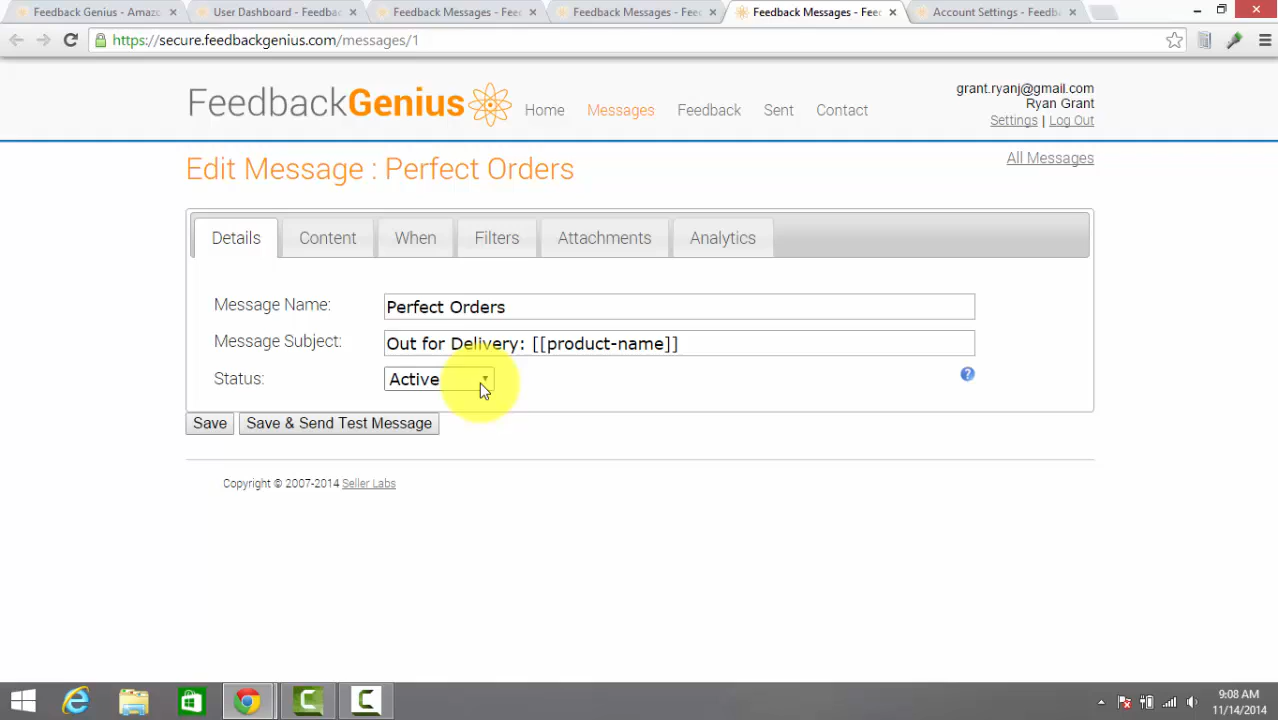 Feedback Genius - Amazo
User Dashboard - Feedbac
Feedback Messages - Feed
Feedback Messages - Feed
Feedback Messages - Feed
Account Settings - Feedb
https://secure.feedbackgenius.com/messages/1
FeedbackGenius
Home
Messages
Feedback
Sent
Contact
grant.ryanj@gmail.com
Ryan Grant
Settings | Log Out
Edit Message : Perfect Orders
All Messages
Details
Content
When
Filters
Attachments
Analytics
Message Name:
Perfect Orders
Message Subject:
Out for Delivery: [[product-name]]
Status:
Active
?
Save
Save & Send Test Message
Copyright © 2007-2014 Seller Labs
9:08 AM
11/14/2014